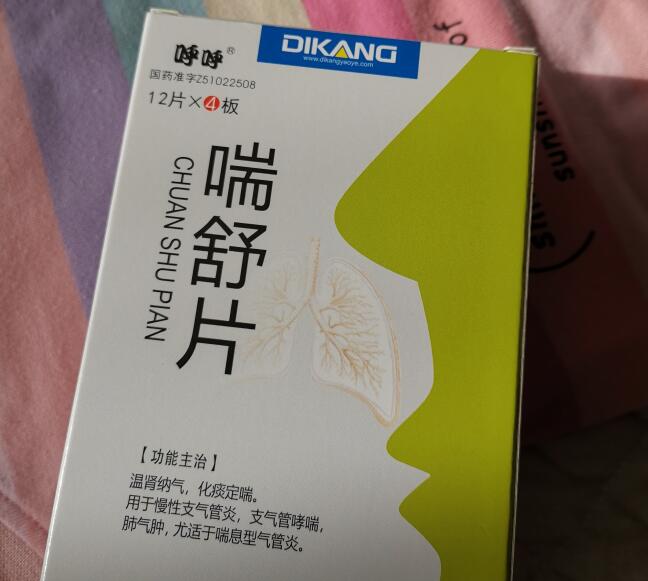 呼呼®
DIKANG
www.dikangyaoye.com
国药准字Z51022508
12片×4板
喘舒片
CHUAN SHU PIAN
【功能主治】
温肾纳气，化痰定喘。
用于慢性支气管炎，支气管哮喘，
肺气肿，尤适于喘息型气管炎。
of